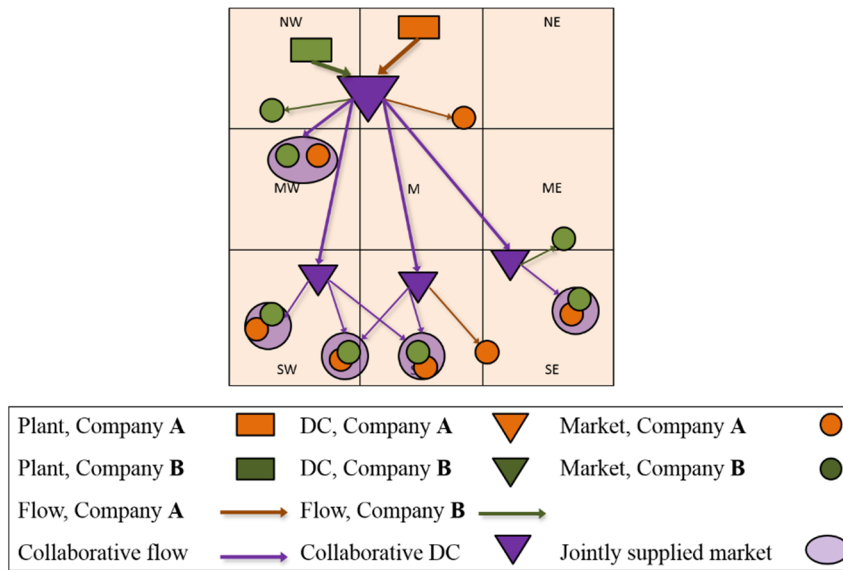 NW NE
MW M ME
SW SE
Plant, Company A DC, Company A Market, Company A
Plant, Company B DC, Company B Market, Company B
Flow, Company A Flow, Company B
Collaborative flow Collaborative DC Jointly supplied market